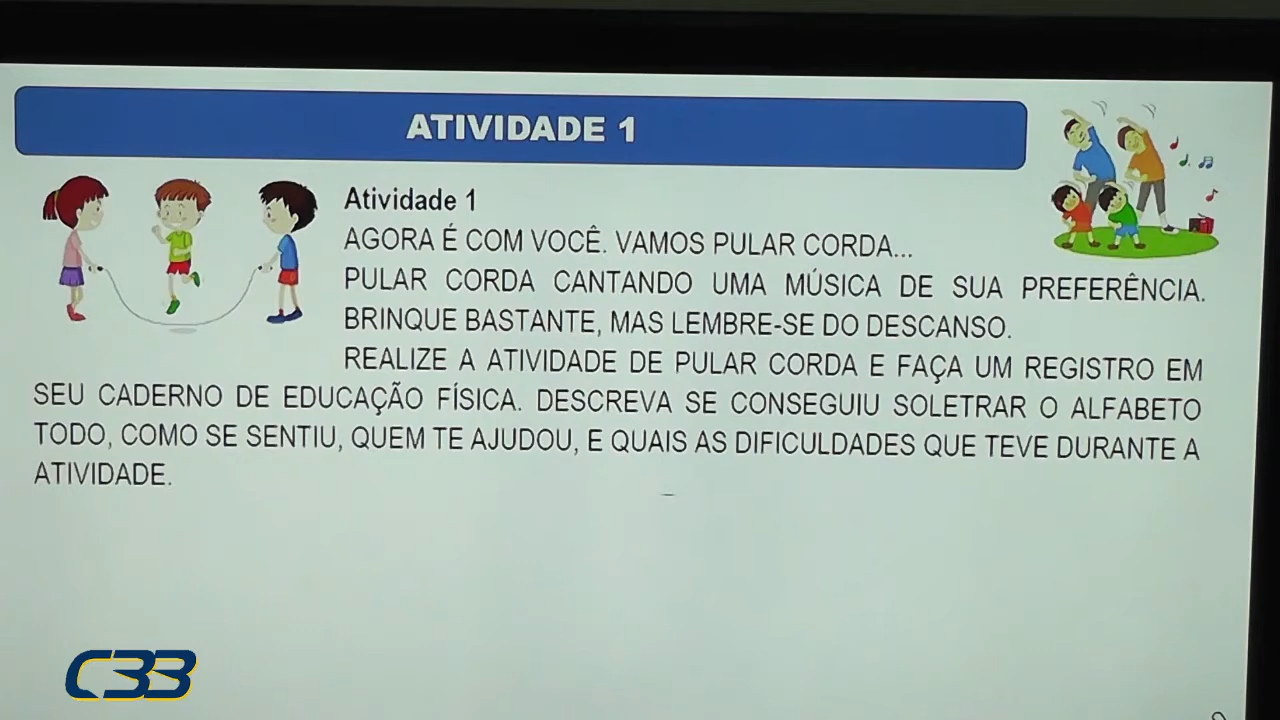 ATIVIDADE 1
Atividade 1
AGORA É COM VOCÊ. VAMOS PULAR CORDA...
PULAR CORDA CANTANDO UMA MÚSICA DE SUA PREFERÊNCIA.
BRINQUE BASTANTE, MAS LEMBRE-SE DO DESCANSO.
REALIZE A ATIVIDADE DE PULAR CORDA E FAÇA UM REGISTRO EM
SEU CADERNO DE EDUCAÇÃO FÍSICA. DESCREVA SE CONSEGUIU SOLETRAR O ALFABETO
TODO, COMO SE SENTIU, QUEM TE AJUDOU, E QUAIS AS DIFICULDADES QUE TEVE DURANTE A
ATIVIDADE.
C33